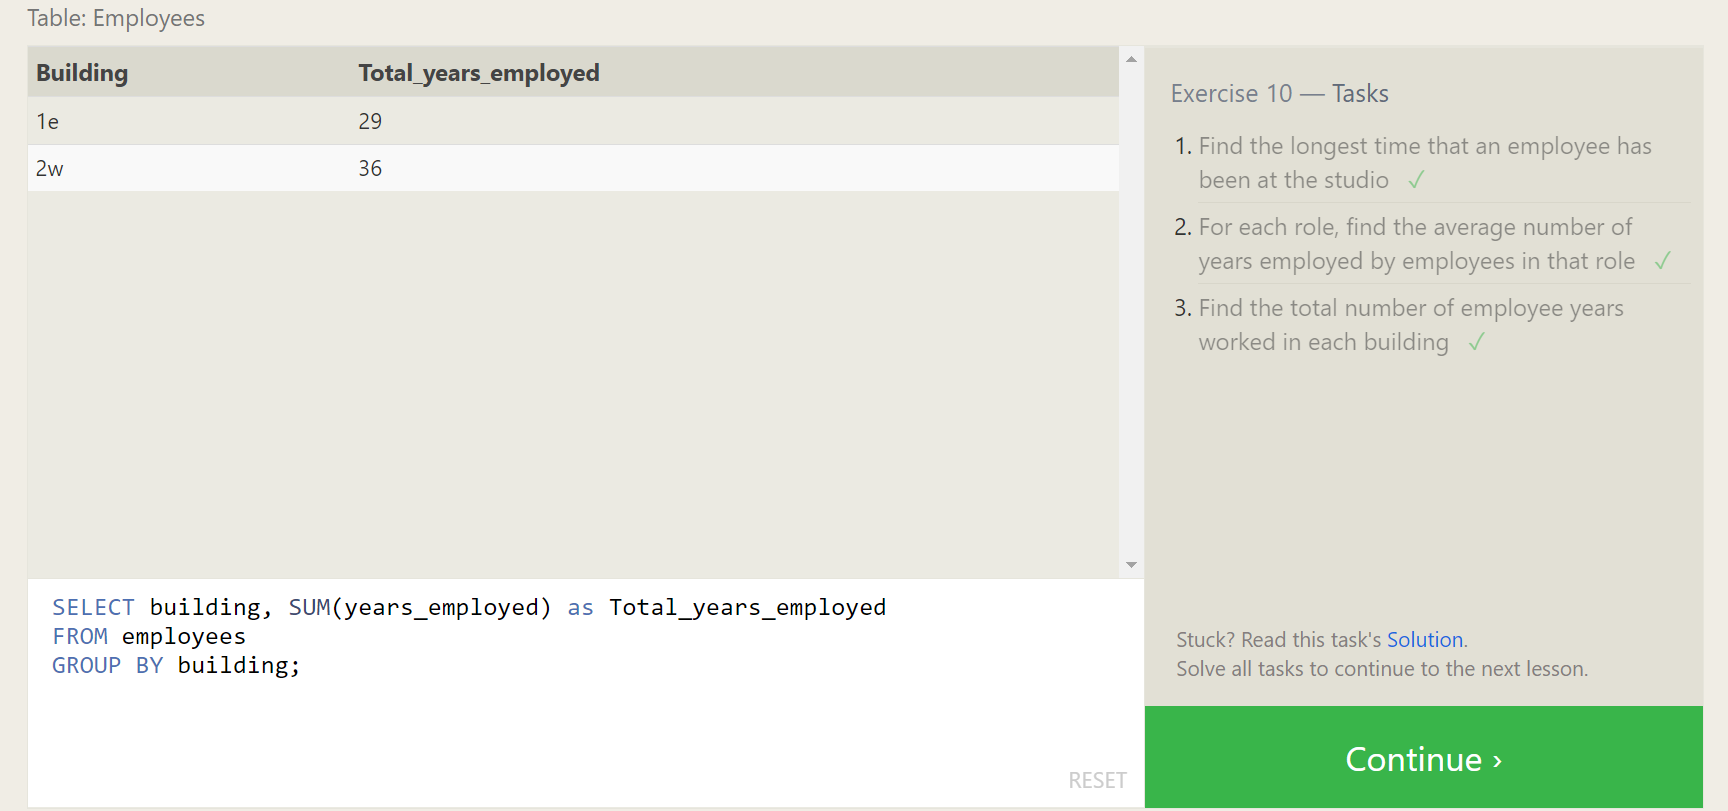 Table: Employees
Building Total_years_employed
1e 29
2w 36
SELECT building, SUM(years_employed) as Total_years_employed
FROM employees
GROUP BY building;
RESET
Exercise 10 — Tasks
1. Find the longest time that an employee has
been at the studio ✓
2. For each role, find the average number of
years employed by employees in that role ✓
3. Find the total number of employee years
worked in each building ✓
Stuck? Read this task's Solution.
Solve all tasks to continue to the next lesson.
Continue ›